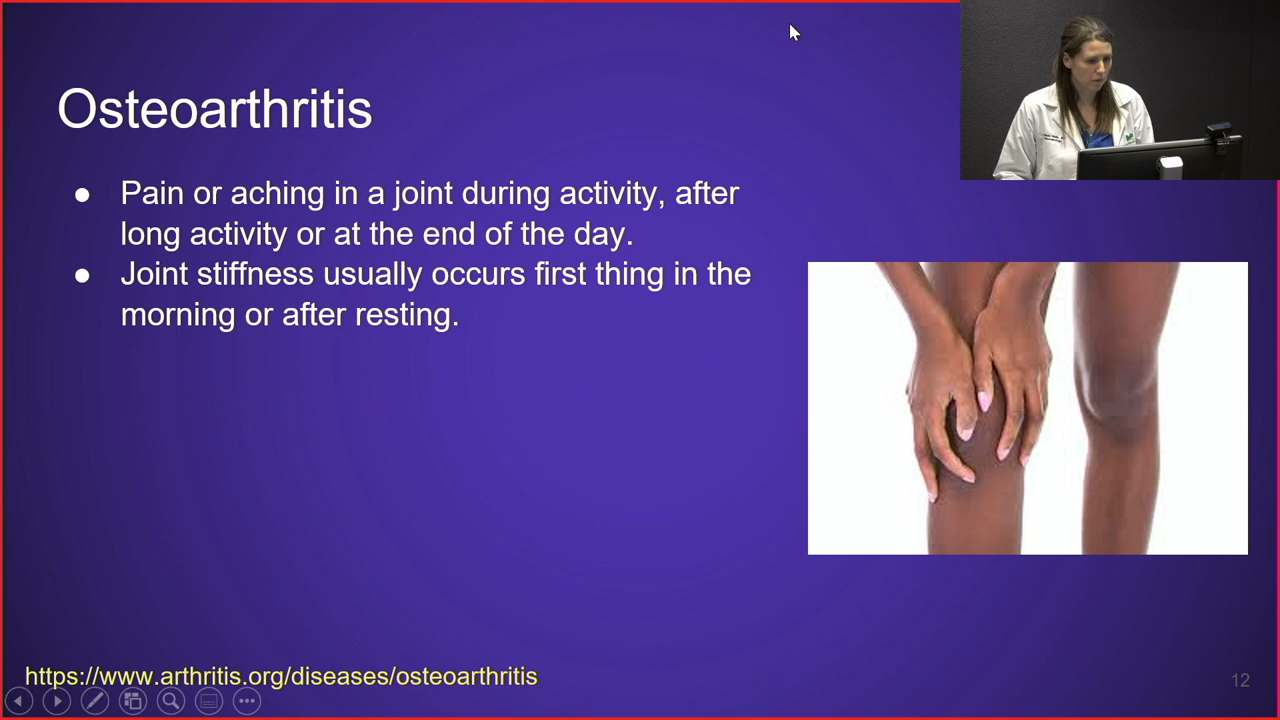 Osteoarthritis
● Pain or aching in a joint during activity, after
long activity or at the end of the day.
● Joint stiffness usually occurs first thing in the
morning or after resting.
https://www.arthritis.org/diseases/osteoarthritis
12